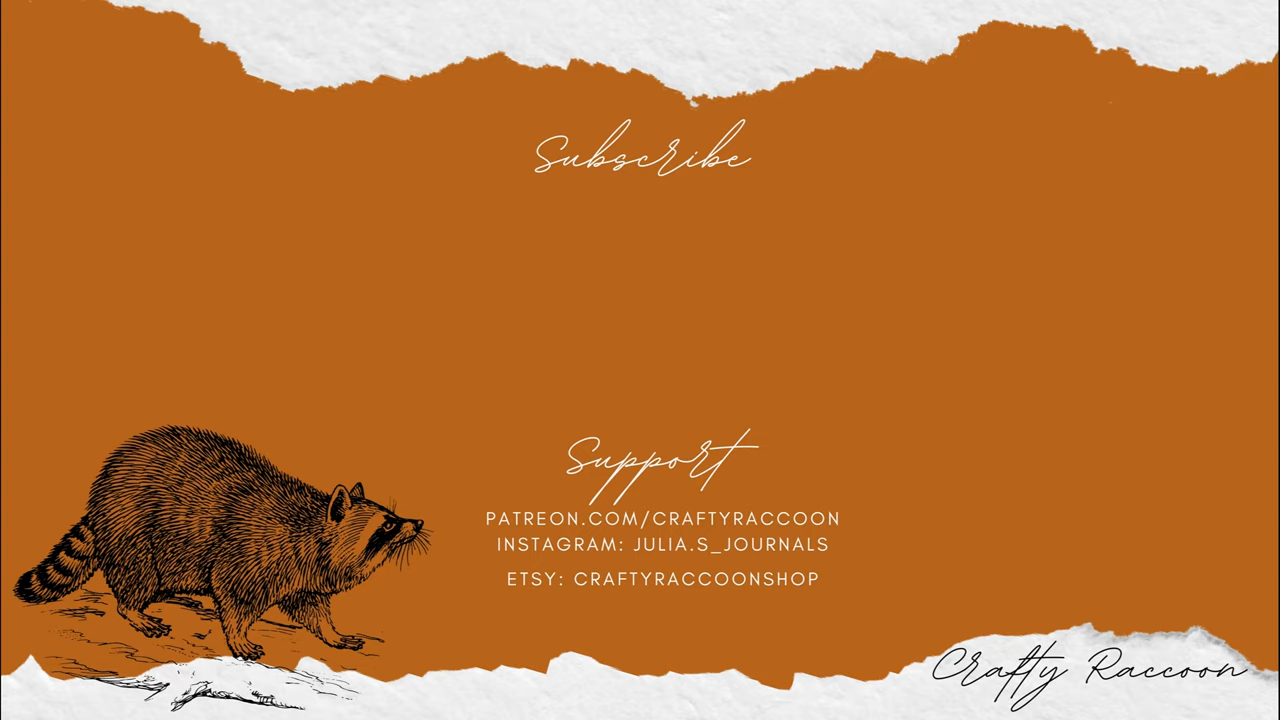 Subscribe
Support
PATREON.COM/CRAFTYRACCOON
INSTAGRAM: JULIA.S_JOURNALS
ETSY: CRAFTYRACCOONSHOP
Crafty Raccoon